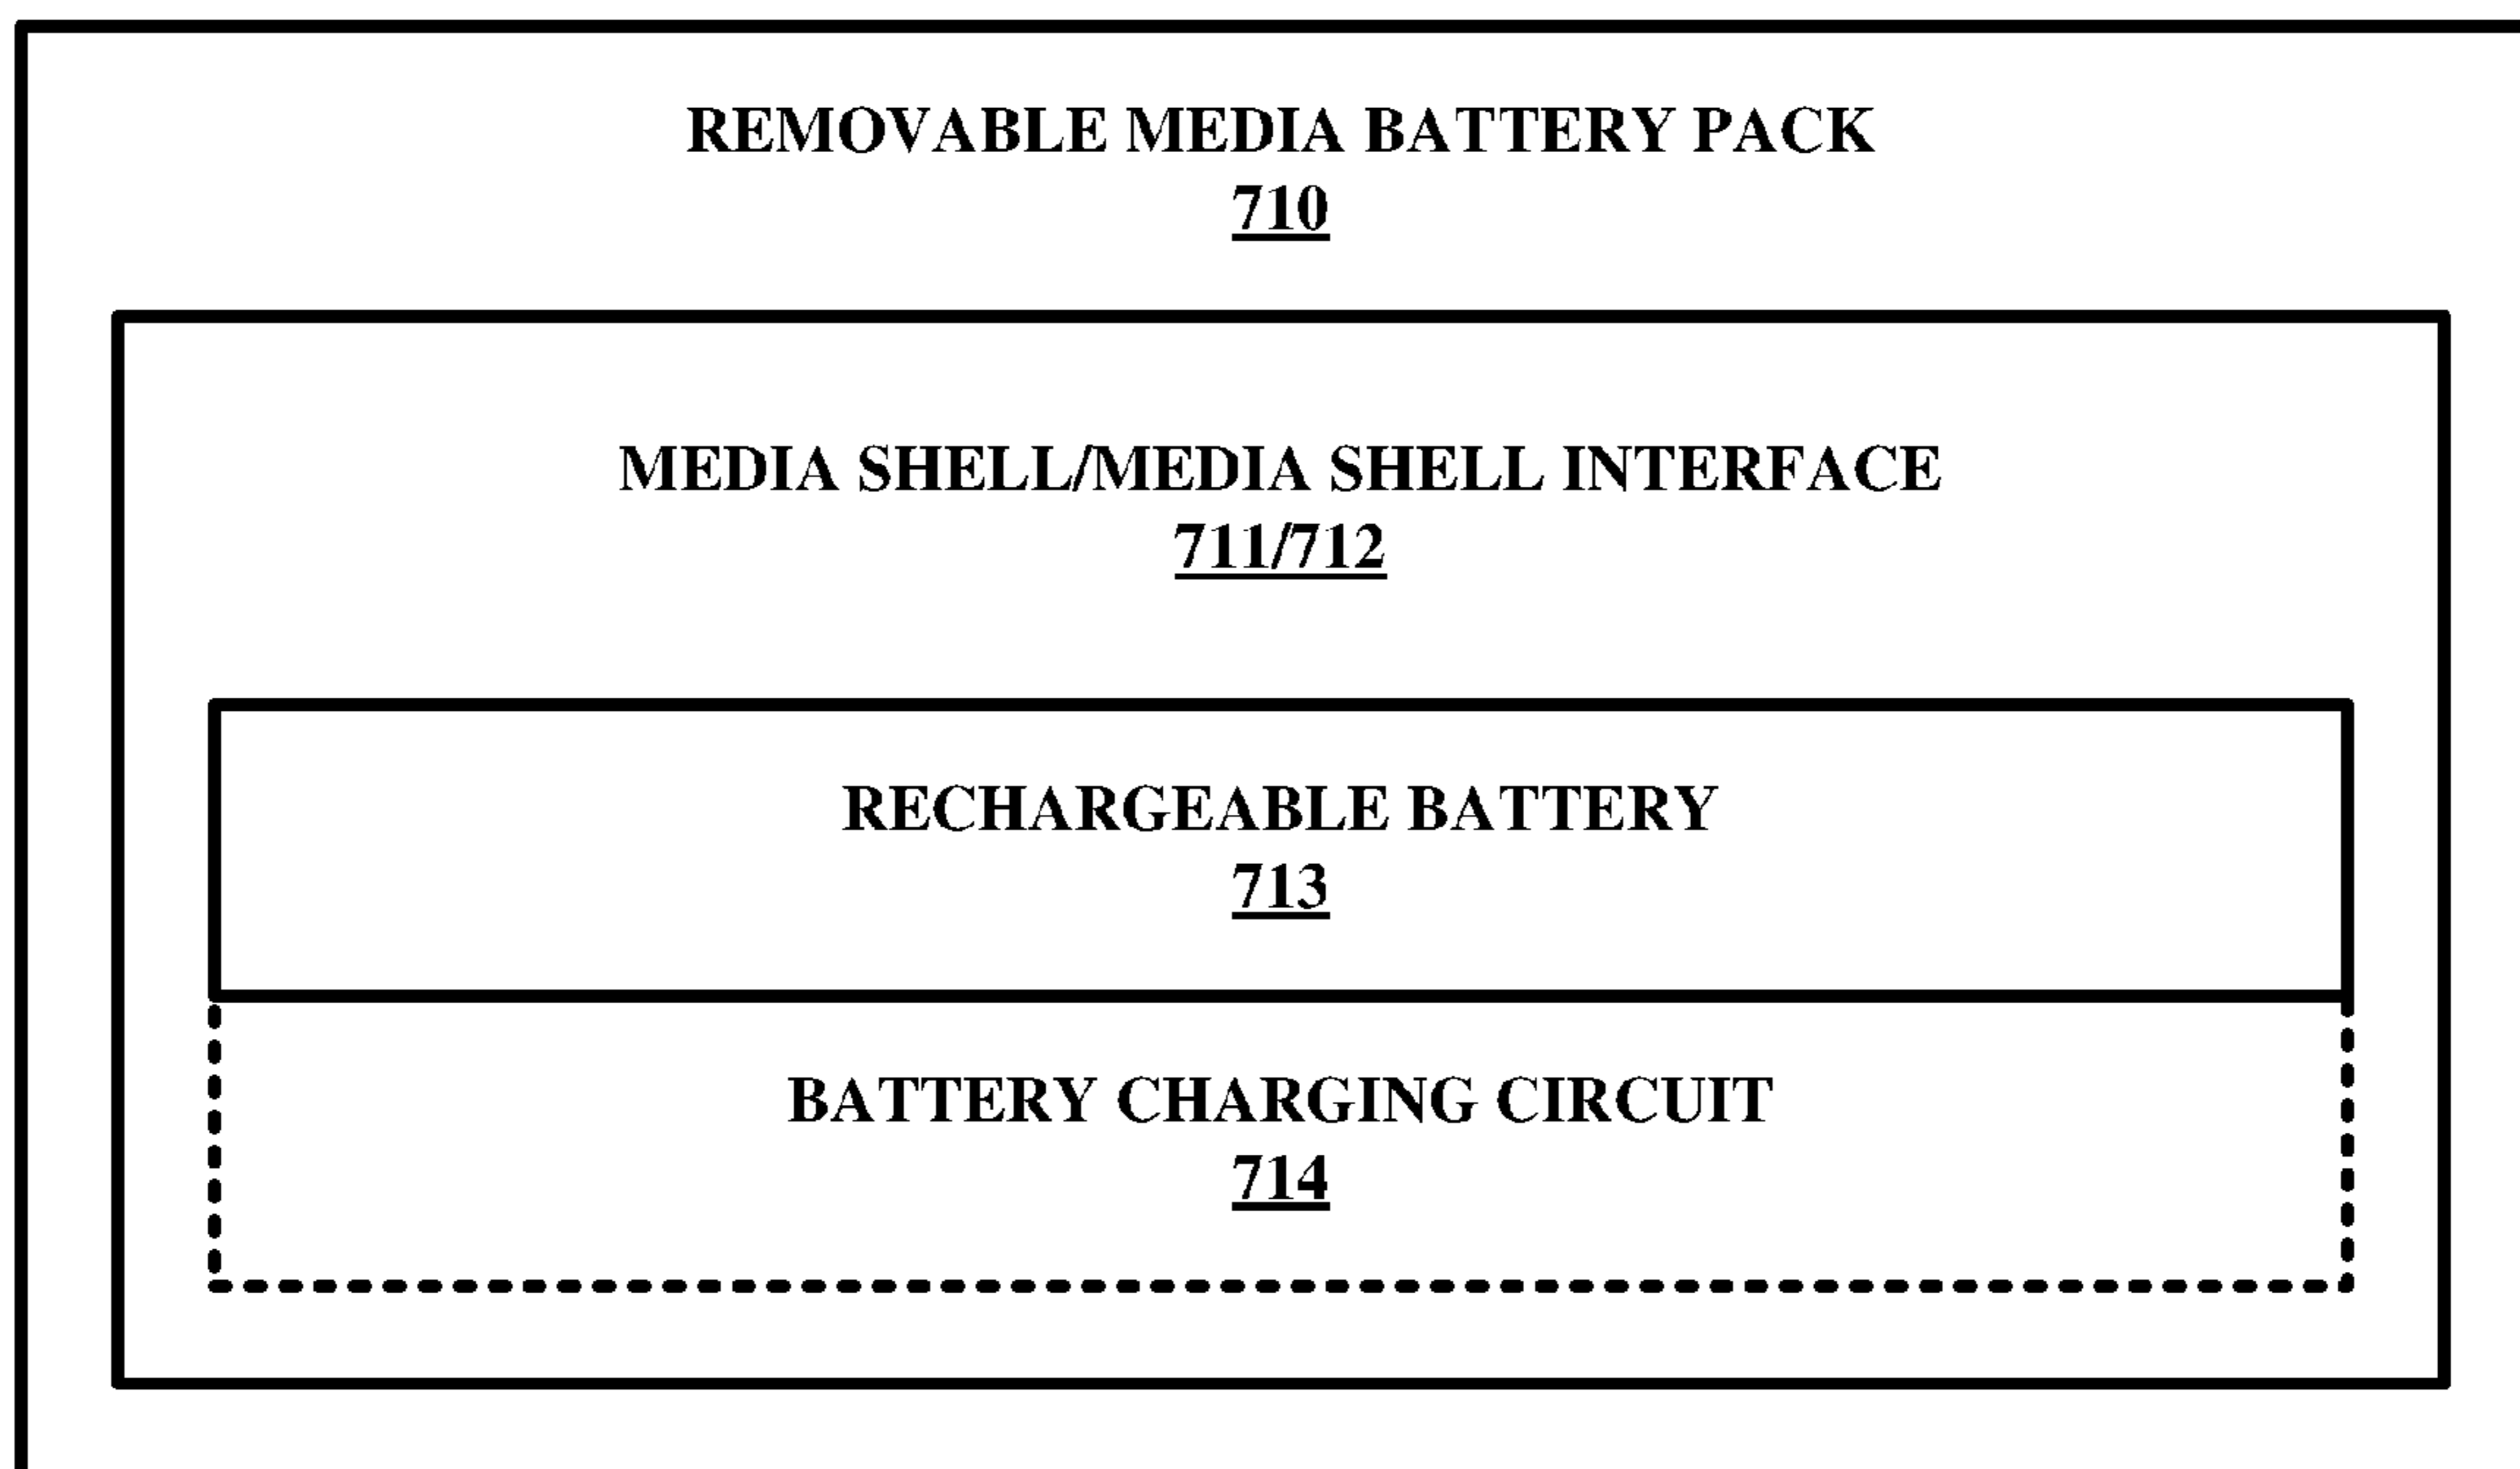 REMOVABLE MEDIA BATTERY PACK
710
MEDIA SHELL/MEDIA SHELL INTERFACE
711/712
RECHARGEABLE BATTERY
713
BATTERY CHARGING CIRCUIT
714